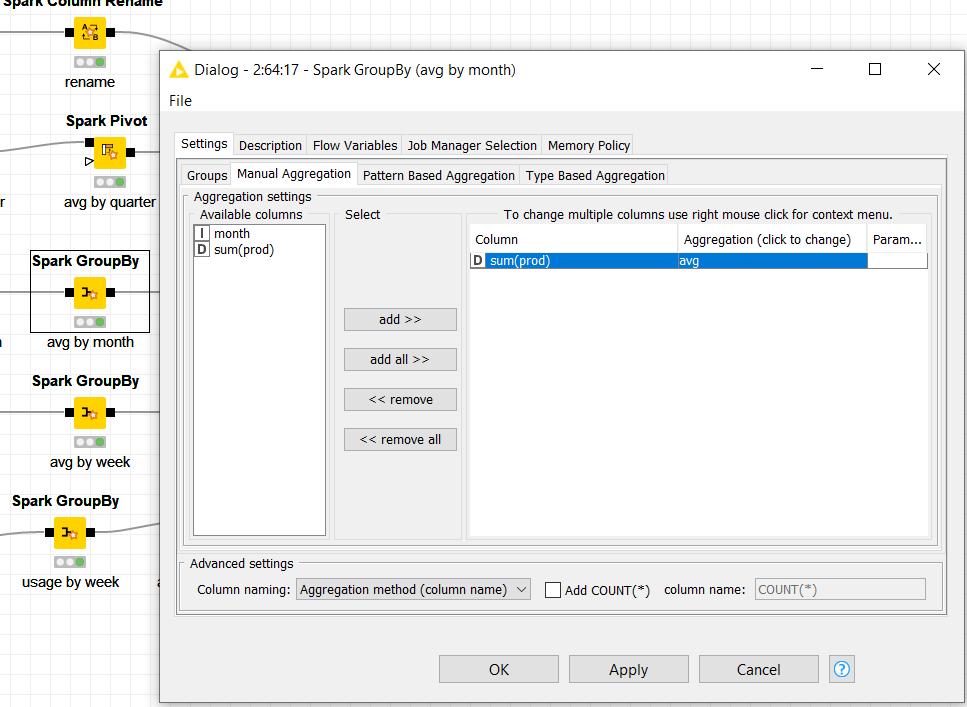 Spark Column Rename
rename
Spark Pivot
avg by quarter
r
Spark GroupBy
avg by month
Spark GroupBy
avg by week
Spark GroupBy
usage by week
Dialog - 2:64:17 - Spark GroupBy (avg by month)
File
Settings Description Flow Variables Job Manager Selection Memory Policy
Groups Manual Aggregation Pattern Based Aggregation Type Based Aggregation
Aggregation settings
Available columns
I month
D sum(prod)
Select
add >>
add all >>
<< remove
<< remove all
To change multiple columns use right mouse click for context menu.
Column Aggregation (click to change) Param...
D sum(prod) avg
Advanced settings
Column naming: Aggregation method (column name) Add COUNT(*) column name: COUNT(*)
OK Apply Cancel ?